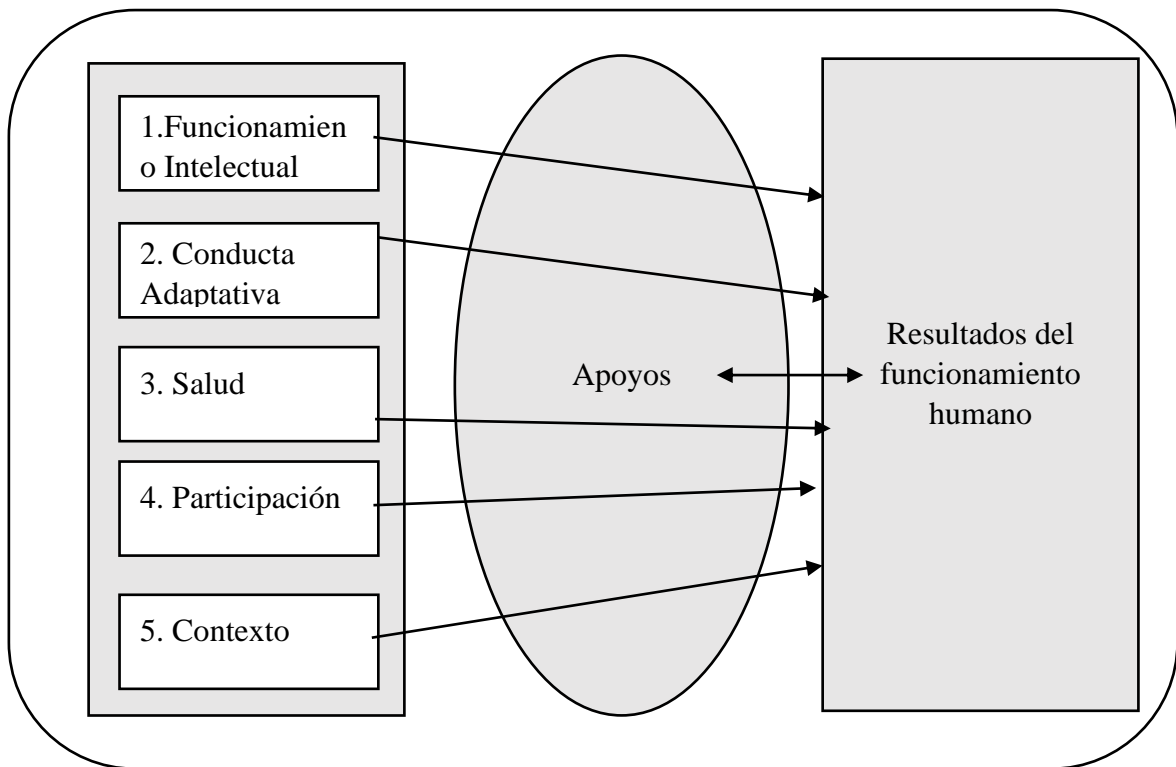 1.Funcionamien
o Intelectual
2. Conducta
Adaptativa
3. Salud
4. Participación
5. Contexto
Apoyos
Resultados del
funcionamiento
humano